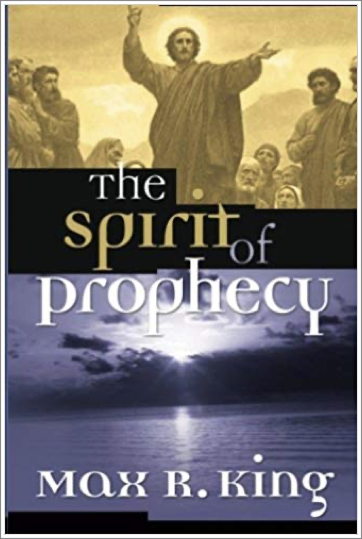 The
Spirit
of
prophecy
Max R. King